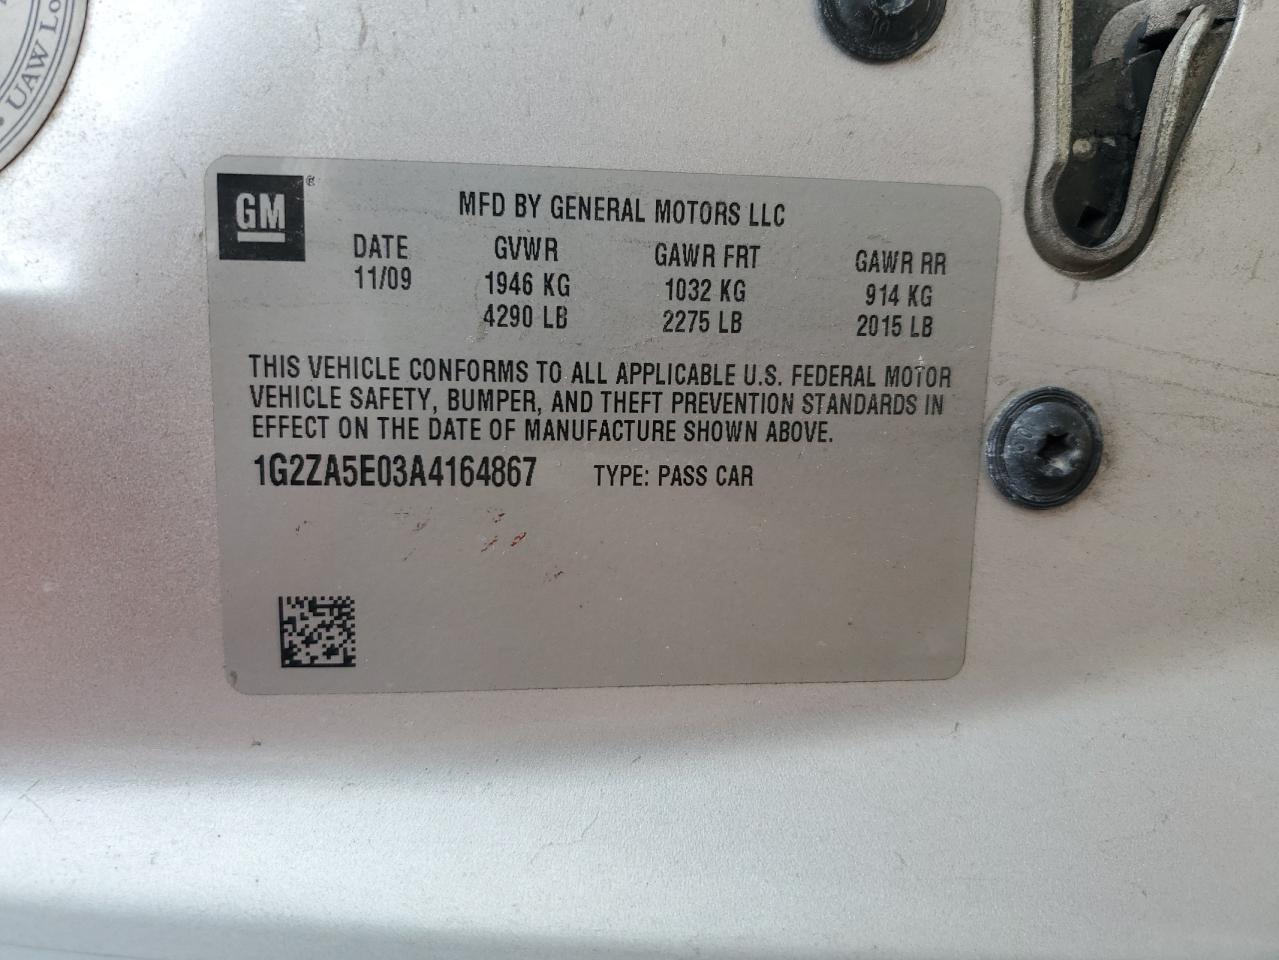 UAW Lo
GM ®
MFD BY GENERAL MOTORS LLC
DATE GVWR GAWR FRT GAWR RR
11/09 1946 KG 1032 KG 914 KG
4290 LB 2275 LB 2015 LB
THIS VEHICLE CONFORMS TO ALL APPLICABLE U.S. FEDERAL MOTOR
VEHICLE SAFETY, BUMPER, AND THEFT PREVENTION STANDARDS IN
EFFECT ON THE DATE OF MANUFACTURE SHOWN ABOVE.
1G2ZA5E03A4164867 TYPE: PASS CAR